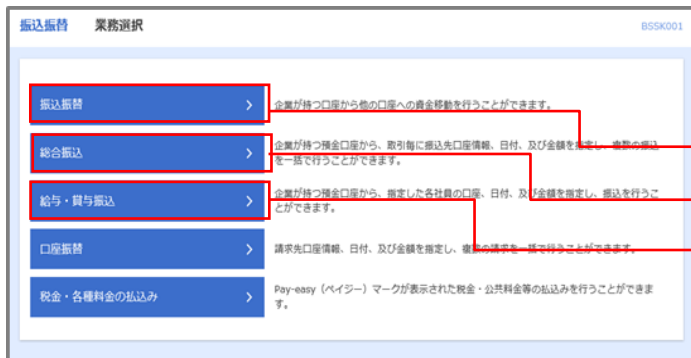 振込振替 業務選択 BSSK001
振込振替 企業が持つ口座から他の口座への資金移動を行うことができます。
総合振込 企業が持つ預金口座から、取引毎に振込先口座情報、日付、及び金額を指定し、複数の振込
を一括で行うことができます。
給与・賞与振込 企業が持つ預金口座から、指定した各社員の口座、日付、及び金額を指定し、振込を行うこ
とができます。
口座振替 請求先口座情報、日付、及び金額を指定し、複数の請求を一括で行うことができます。
税金・各種料金の払込み Pay-easy（ペイジー）マークが表示された税金・公共料金等の払込みを行うことができま
す。